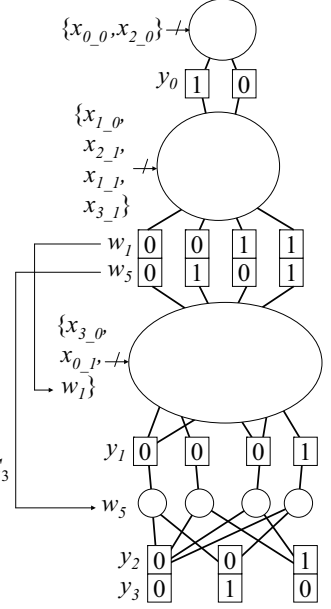 {x0_0,x2_0}
y0 1 0
{x1_0,
x2_1,
x1_1,
x3_1}
w1 0 0 1 1
w5 0 1 0 1
{x3_0,
x0_1,
w1}
y1 0 0 0 1
3
w5
y2 0 0 1
y3 0 1 0